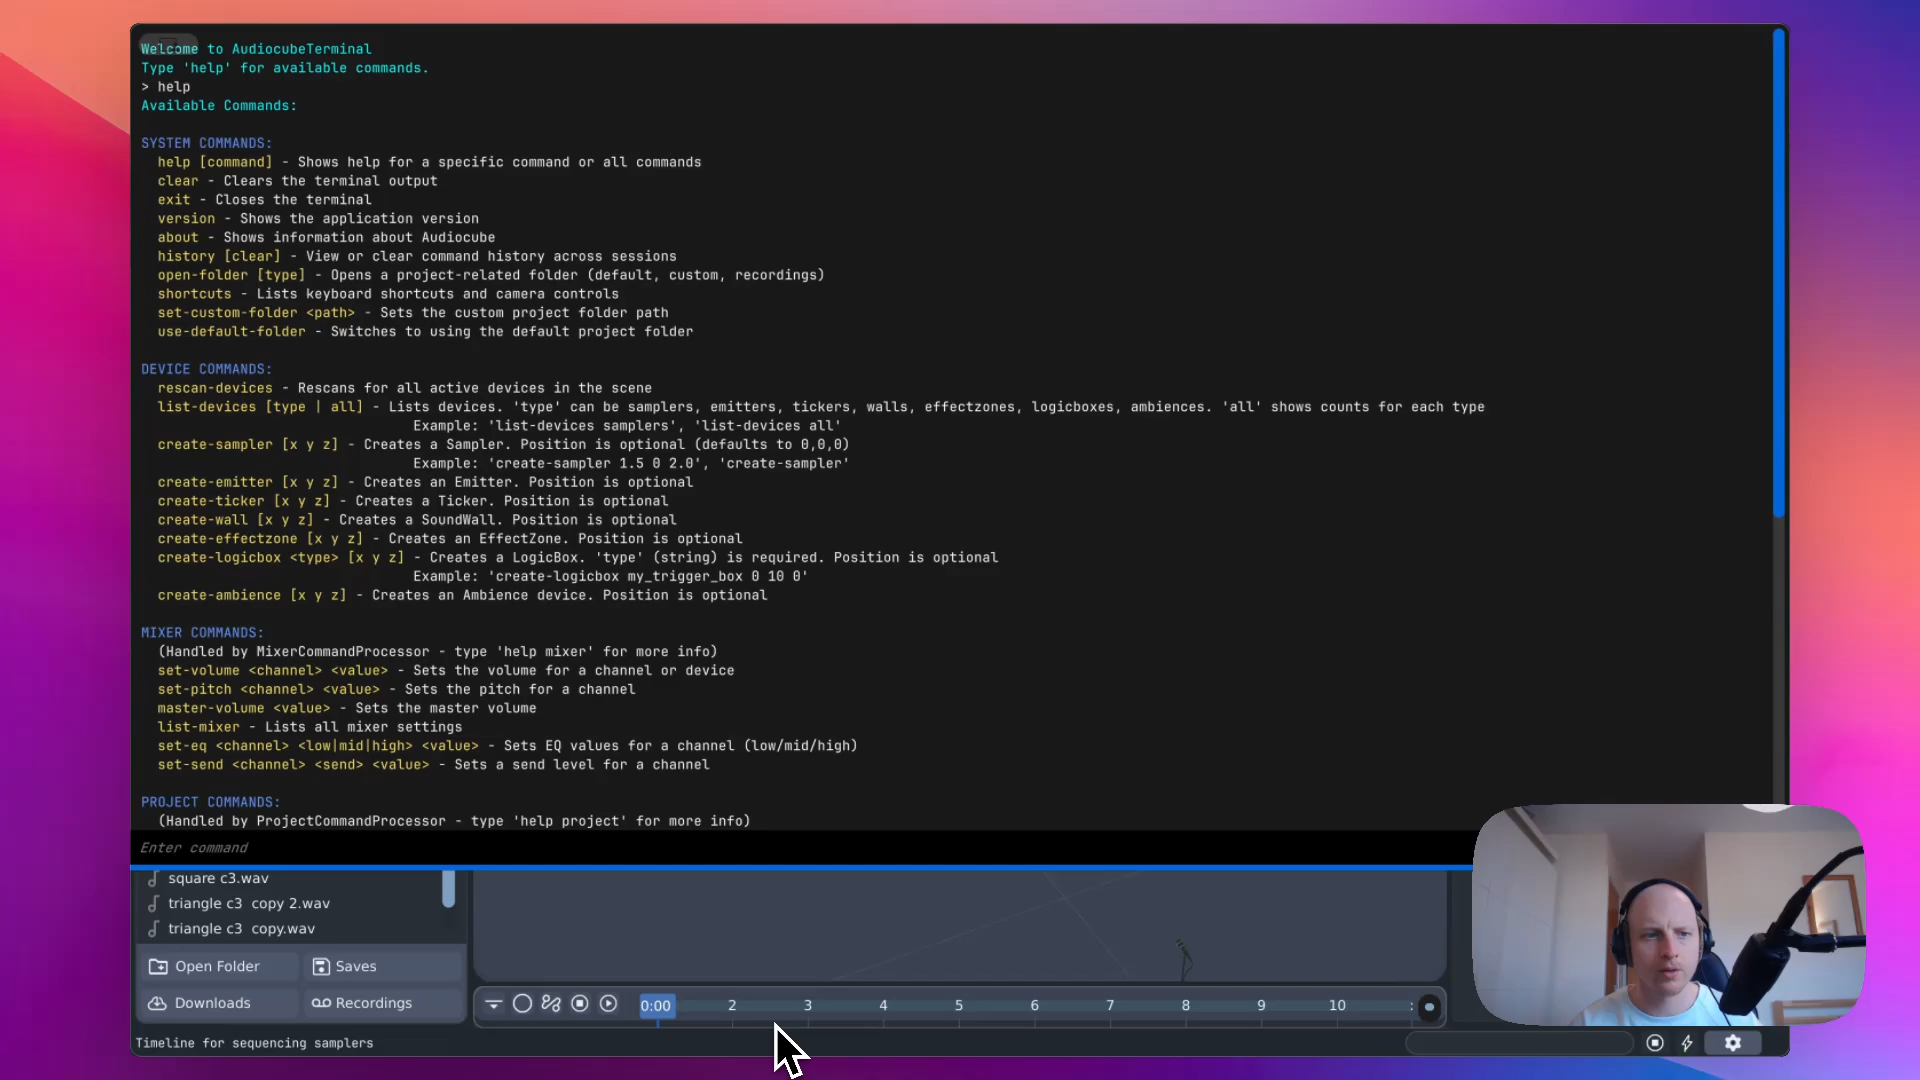 Welcome to AudiocubeTerminal
Type 'help' for available commands.
> help
Available Commands:
SYSTEM COMMANDS:
help [command] - Shows help for a specific command or all commands
clear - Clears the terminal output
exit - Closes the terminal
version - Shows the application version
about - Shows information about Audiocube
history [clear] - View or clear command history across sessions
open-folder [type] - Opens a project-related folder (default, custom, recordings)
shortcuts - Lists keyboard shortcuts and camera controls
set-custom-folder <path> - Sets the custom project folder path
use-default-folder - Switches to using the default project folder
DEVICE COMMANDS:
rescan-devices - Rescans for all active devices in the scene
list-devices [type | all] - Lists devices. 'type' can be samplers, emitters, tickers, walls, effectzones, logicboxes, ambiences. 'all' shows counts for each type
Example: 'list-devices samplers', 'list-devices all'
create-sampler [x y z] - Creates a Sampler. Position is optional (defaults to 0,0,0)
Example: 'create-sampler 1.5 0 2.0', 'create-sampler'
create-emitter [x y z] - Creates an Emitter. Position is optional
create-ticker [x y z] - Creates a Ticker. Position is optional
create-wall [x y z] - Creates a SoundWall. Position is optional
create-effectzone [x y z] - Creates an EffectZone. Position is optional
create-logicbox <type> [x y z] - Creates a LogicBox. 'type' (string) is required. Position is optional
Example: 'create-logicbox my_trigger_box 0 10 0'
create-ambience [x y z] - Creates an Ambience device. Position is optional
MIXER COMMANDS:
(Handled by MixerCommandProcessor - type 'help mixer' for more info)
set-volume <channel> <value> - Sets the volume for a channel or device
set-pitch <channel> <value> - Sets the pitch for a channel
master-volume <value> - Sets the master volume
list-mixer - Lists all mixer settings
set-eq <channel> <low|mid|high> <value> - Sets EQ values for a channel (low/mid/high)
set-send <channel> <send> <value> - Sets a send level for a channel
PROJECT COMMANDS:
(Handled by ProjectCommandProcessor - type 'help project' for more info)
Enter command
square c3.wav
triangle c3  copy 2.wav
triangle c3  copy.wav
Open Folder Saves
Downloads Recordings
0:00 2 3 4 5 6 7 8 9 10 :
Timeline for sequencing samplers